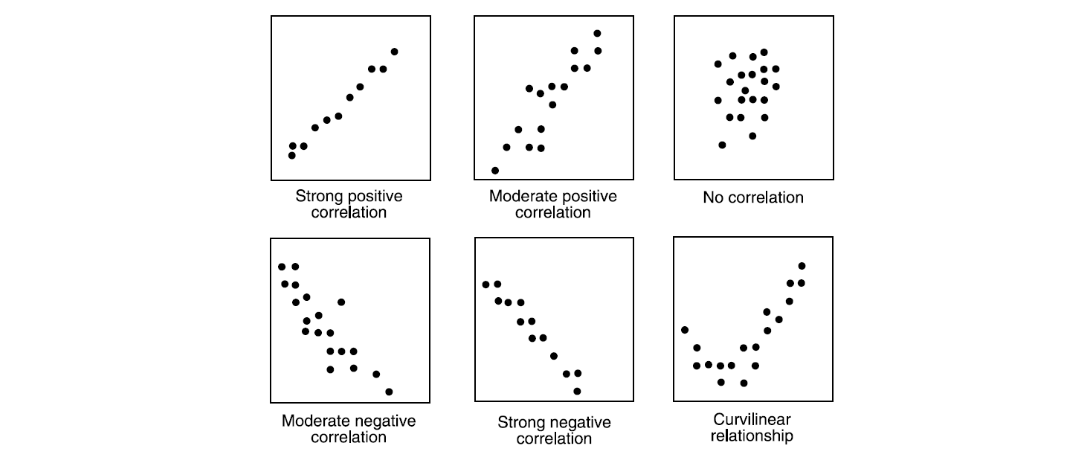 Strong positive
correlation
Moderate positive
correlation
No correlation
Moderate negative
correlation
Strong negative
correlation
Curvilinear
relationship